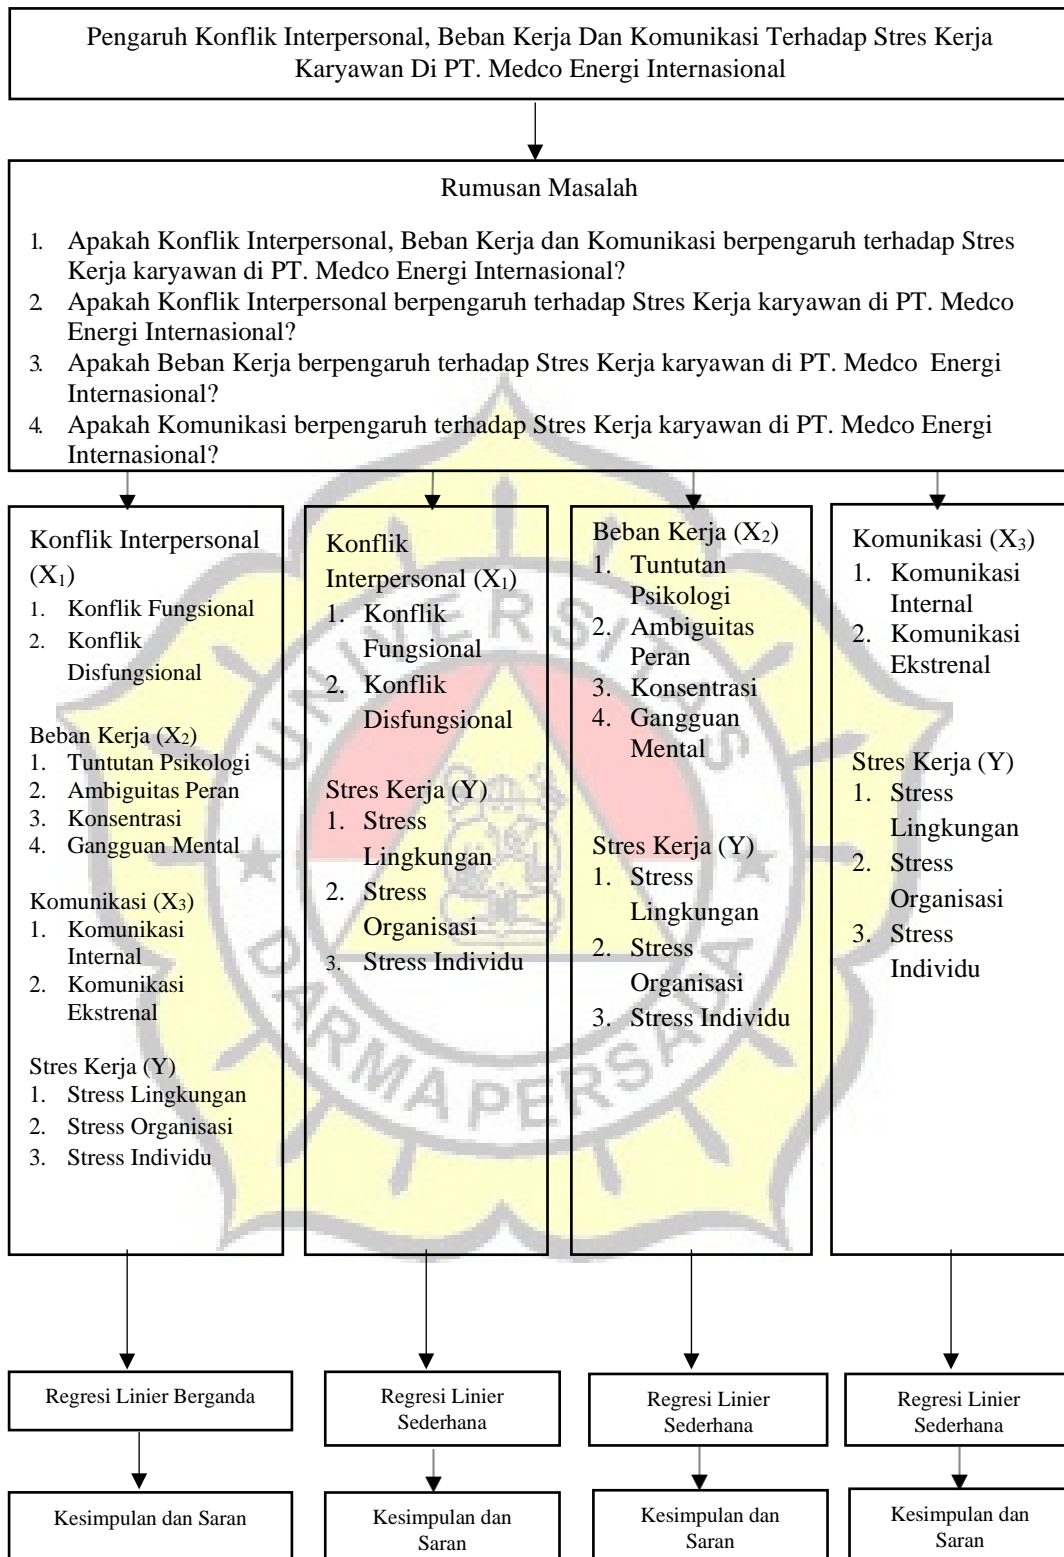 Pengaruh Konflik Interpersonal, Beban Kerja Dan Komunikasi Terhadap Stres Kerja
Karyawan Di PT. Medco Energi Internasional
Rumusan Masalah
1. Apakah Konflik Interpersonal, Beban Kerja dan Komunikasi berpengaruh terhadap Stres
Kerja karyawan di PT. Medco Energi Internasional?
2. Apakah Konflik Interpersonal berpengaruh terhadap Stres Kerja karyawan di PT. Medco
Energi Internasional?
3. Apakah Beban Kerja berpengaruh terhadap Stres Kerja karyawan di PT. Medco Energi
Internasional?
4. Apakah Komunikasi berpengaruh terhadap Stres Kerja karyawan di PT. Medco Energi
Internasional?
Konflik Interpersonal
(X₁)
1. Konflik Fungsional
2. Konflik
Disfungsional
Beban Kerja (X₂)
1. Tuntutan Psikologi
2. Ambiguitas Peran
3. Konsentrasi
4. Gangguan Mental
Komunikasi (X₃)
1. Komunikasi
Internal
2. Komunikasi
Ekstrenal
Stres Kerja (Y)
1. Stress Lingkungan
2. Stress Organisasi
3. Stress Individu
Konflik
Interpersonal (X₁)
1. Konflik
Fungsional
2. Konflik
Disfungsional
Stres Kerja (Y)
1. Stress
Lingkungan
2. Stress
Organisasi
3. Stress Individu
Beban Kerja (X₂)
1. Tuntutan
Psikologi
2. Ambiguitas
Peran
3. Konsentrasi
4. Gangguan
Mental
Stres Kerja (Y)
1. Stress
Lingkungan
2. Stress
Organisasi
3. Stress Individu
Komunikasi (X₃)
1. Komunikasi
Internal
2. Komunikasi
Ekstrenal
Stres Kerja (Y)
1. Stress
Lingkungan
2. Stress
Organisasi
3. Stress
Individu
UNIVERSITAS
DARMA PERSADA
Regresi Linier Berganda
Regresi Linier
Sederhana
Regresi Linier
Sederhana
Regresi Linier
Sederhana
Kesimpulan dan Saran
Kesimpulan dan
Saran
Kesimpulan dan
Saran
Kesimpulan dan
Saran